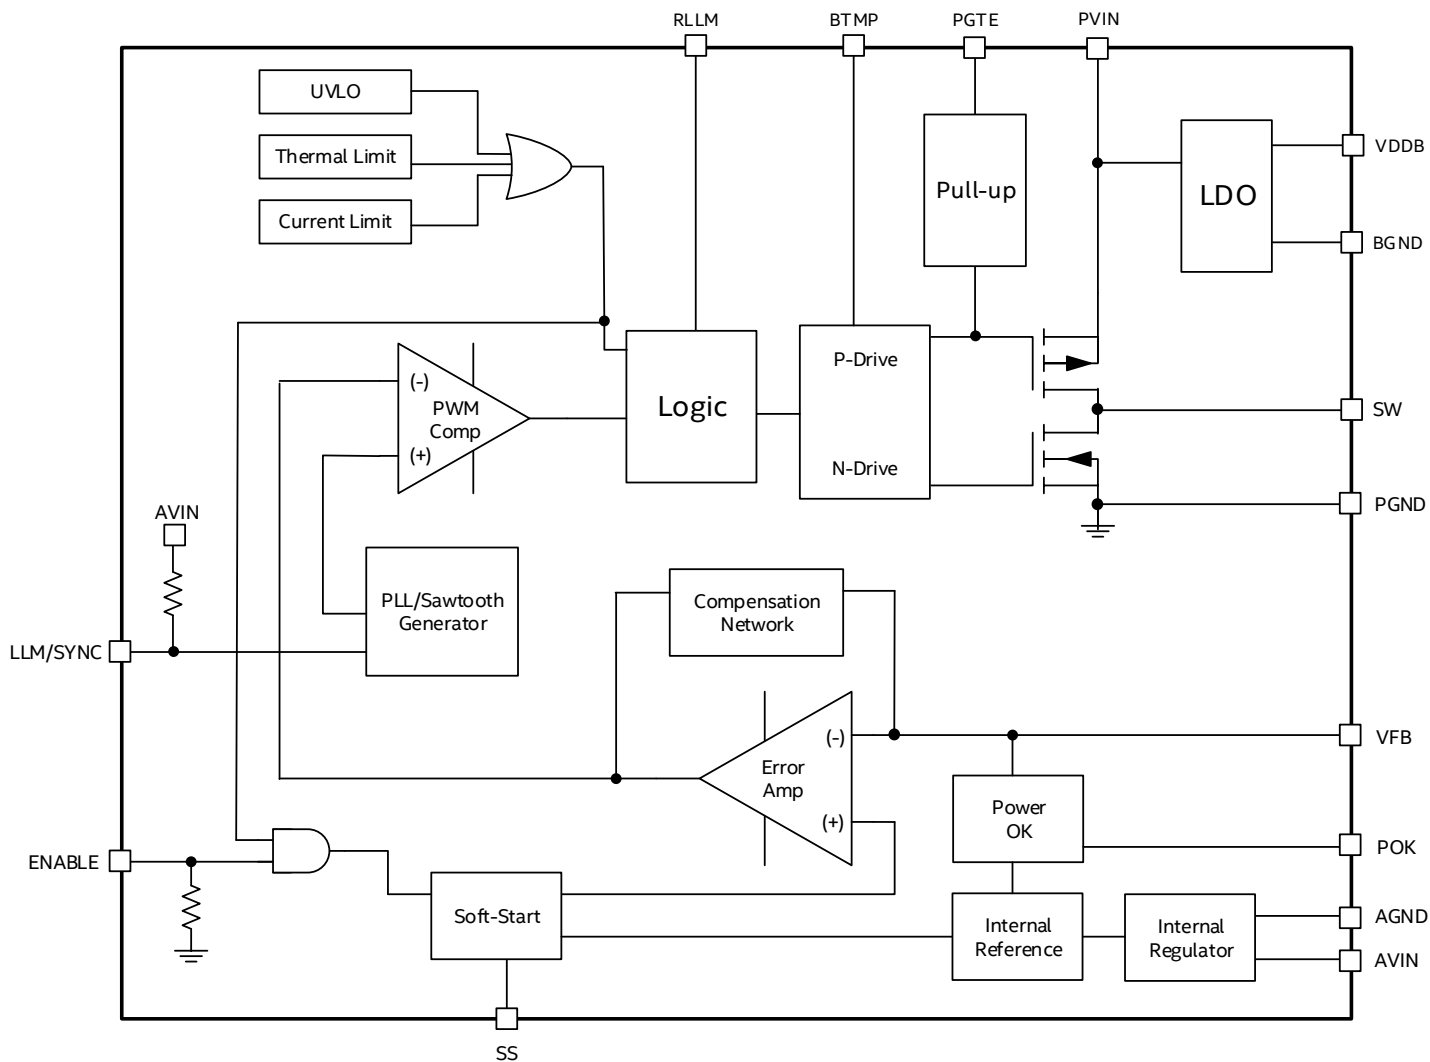 RLLM
BTMP
PGTE
PVIN
UVLO
Thermal Limit
Current Limit
Pull-up
LDO
VDDB
BGND
(-)
PWM
Comp
(+)
Logic
P-Drive
N-Drive
SW
PGND
AVIN
PLL/Sawtooth
Generator
LLM/SYNC
Compensation
Network
(-)
Error
Amp
(+)
VFB
Power
OK
POK
ENABLE
Soft-Start
Internal
Reference
Internal
Regulator
AGND
AVIN
SS